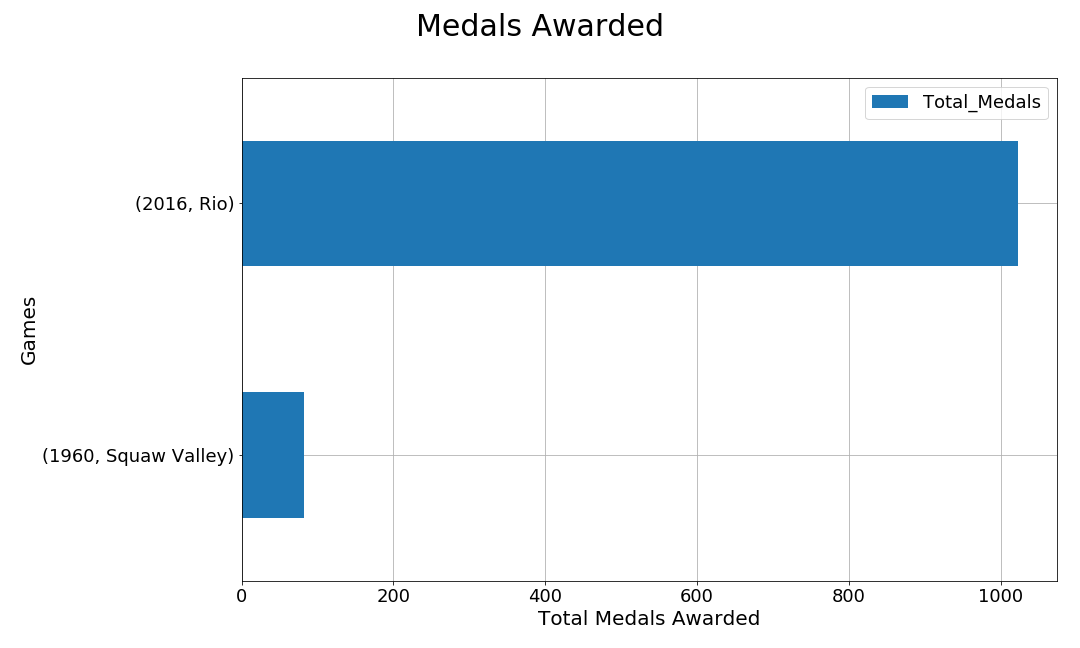 Medals Awarded
Total_Medals
(2016, Rio)
Games
(1960, Squaw Valley)
0 200 400 600 800 1000
Total Medals Awarded